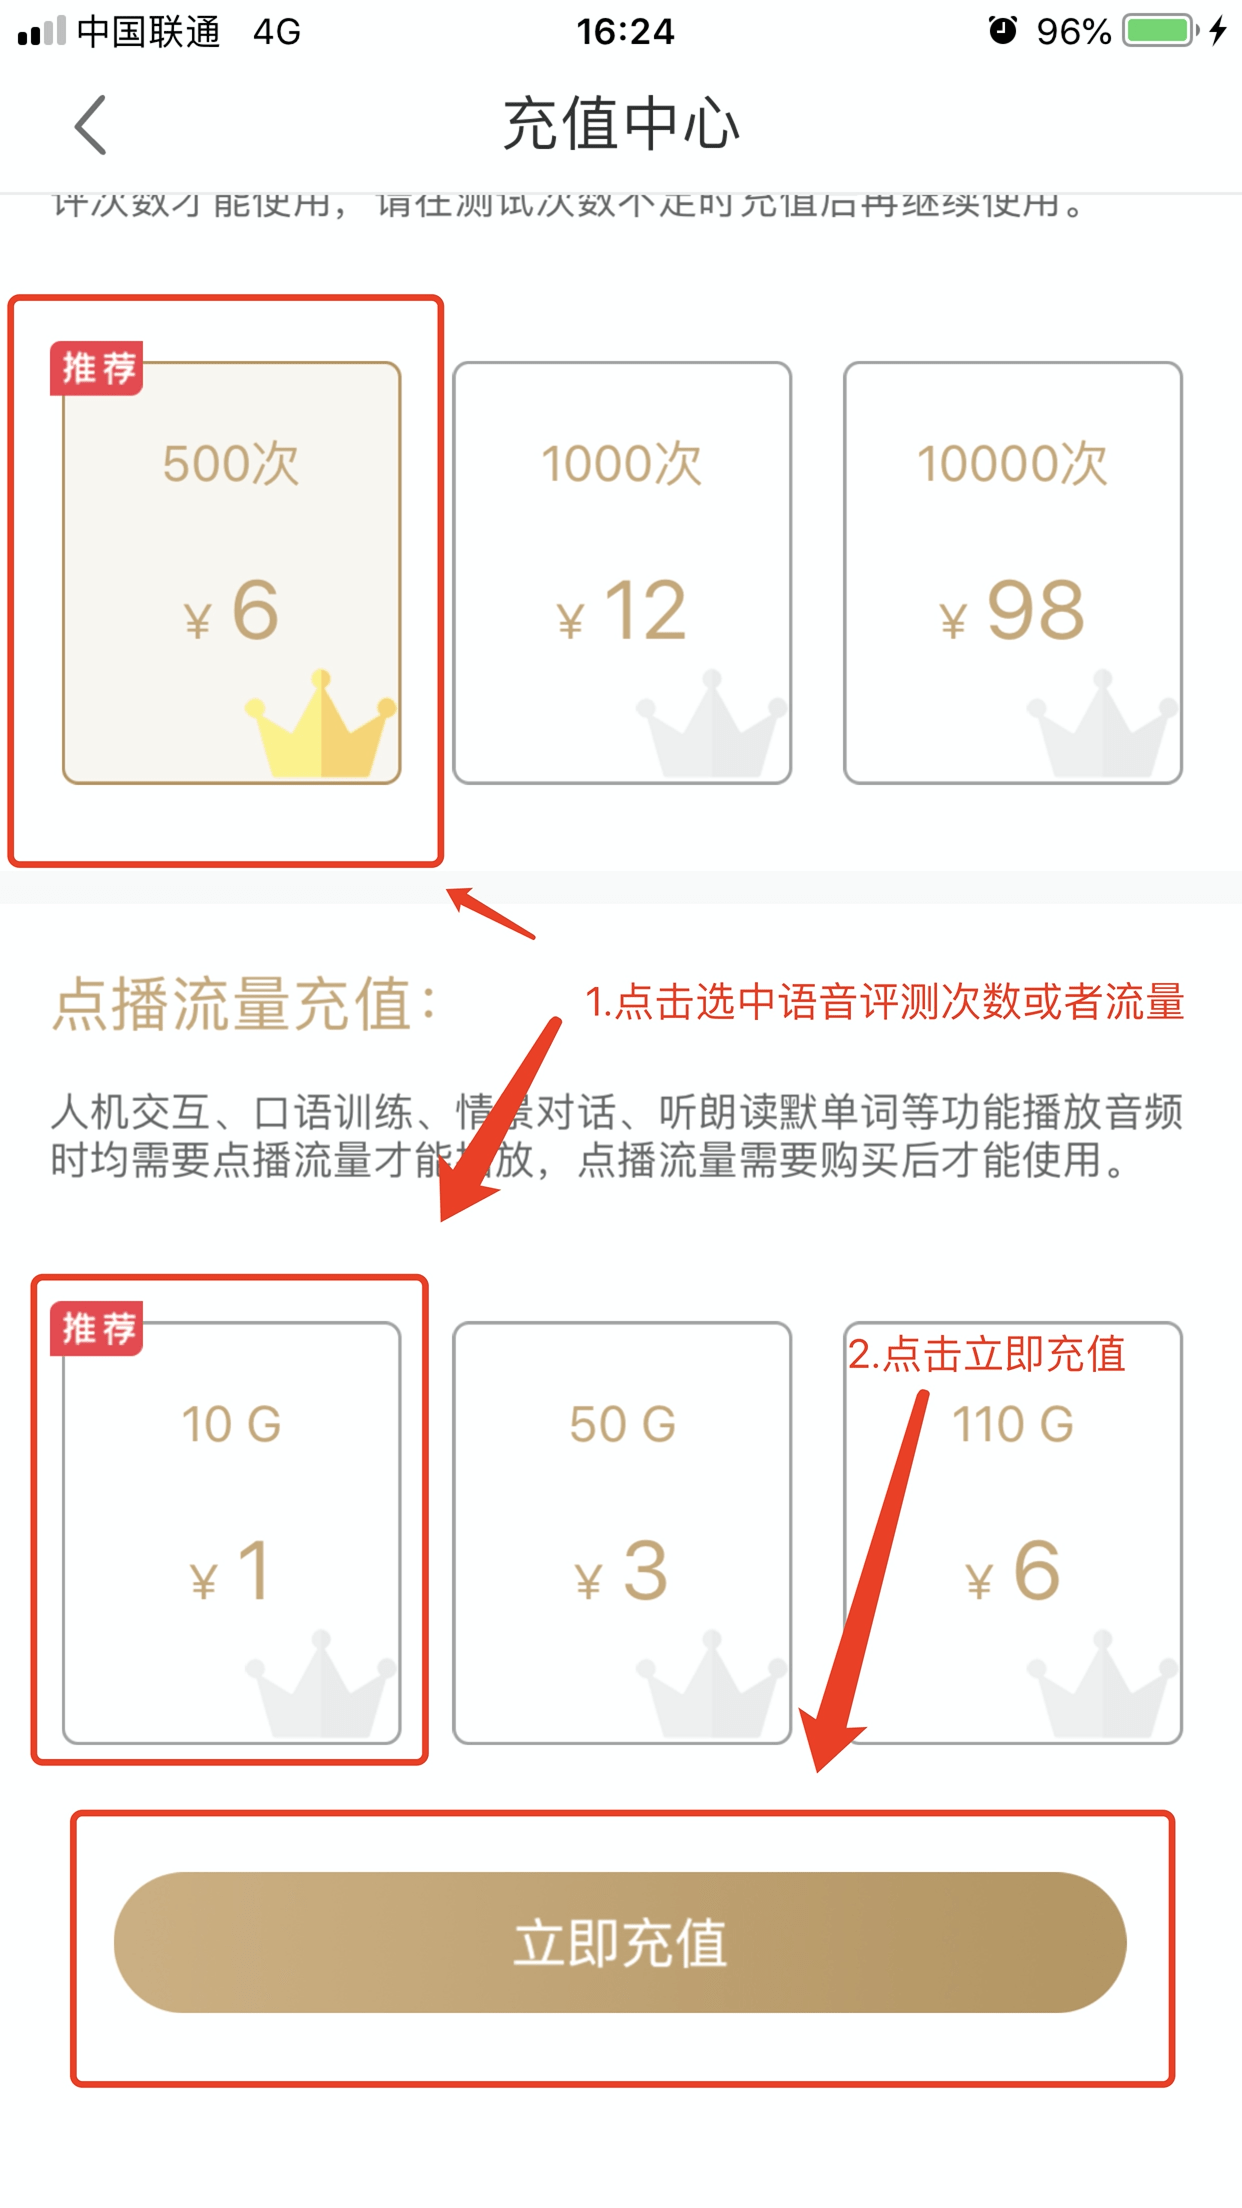 中国联通 4G 16:24 96%
充值中心
评次数才能使用，请在测试次数不足时充值后再继续使用。
推荐
500次 1000次 10000次
¥ 6 ¥ 12 ¥ 98
点播流量充值：
1.点击选中语音评测次数或者流量
人机交互、口语训练、情景对话、听朗读默单词等功能播放音频
时均需要点播流量才能播放，点播流量需要购买后才能使用。
推荐
2.点击立即充值
10 G 50 G 110 G
¥ 1 ¥ 3 ¥ 6
立即充值